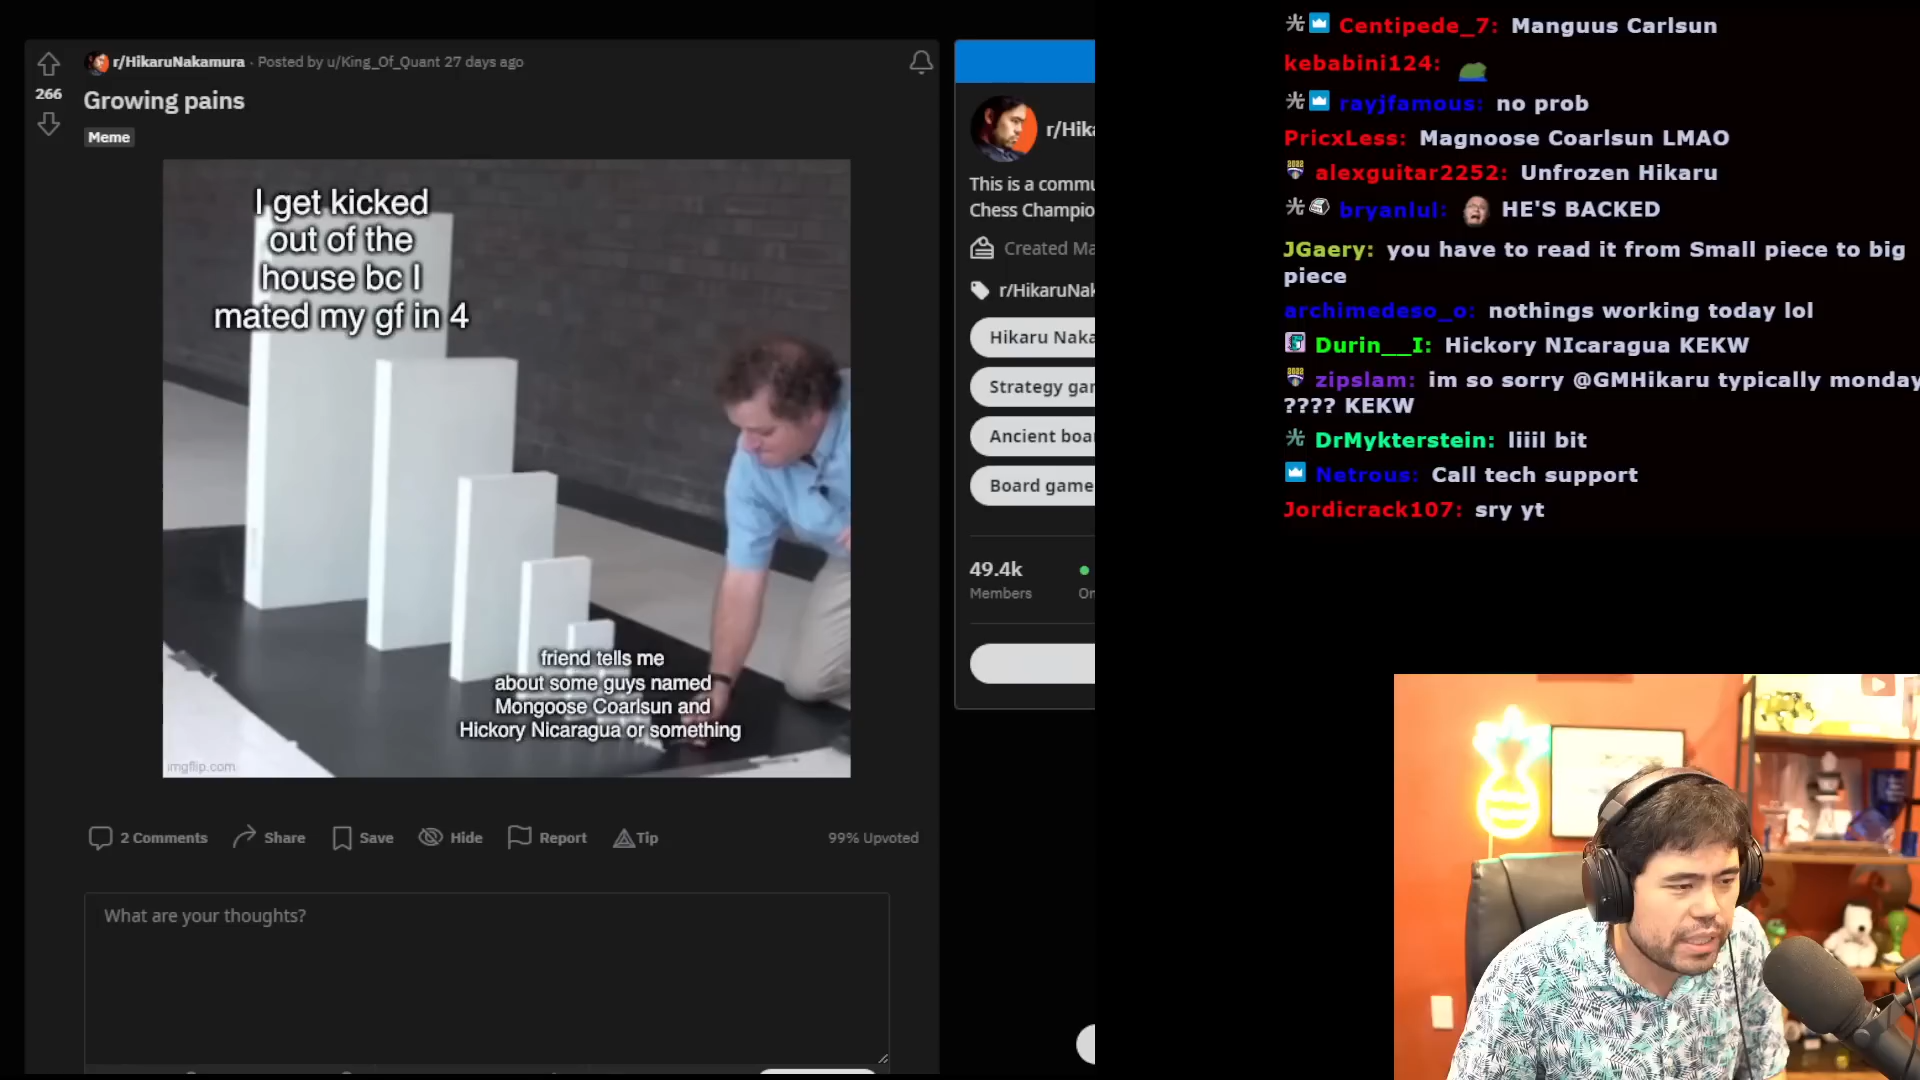 r/HikaruNakamura · Posted by u/King_Of_Quant 27 days ago
266
Growing pains
Meme
I get kicked
out of the
house bc I
mated my gf in 4
friend tells me
about some guys named
Mongoose Coarlsun and
Hickory Nicaragua or something
imgflip.com
2 Comments
Share
Save
Hide
Report
Tip
99% Upvoted
What are your thoughts?
r/Hika
This is a commu
Chess Champio
Created Ma
r/HikaruNak
Hikaru Naka
Strategy gar
Ancient boar
Board game
49.4k
Members
On
Centipede_7: Manguus Carlsun
kebabini124:
rayjfamous: no prob
PricxLess: Magnoose Coarlsun LMAO
alexguitar2252: Unfrozen Hikaru
bryanlul: HE'S BACKED
JGaery: you have to read it from Small piece to big
piece
archimedeso_o: nothings working today lol
Durin__I: Hickory NIcaragua KEKW
zipslam: im so sorry @GMHikaru typically monday
???? KEKW
DrMykterstein: liiil bit
Netrous: Call tech support
Jordicrack107: sry yt